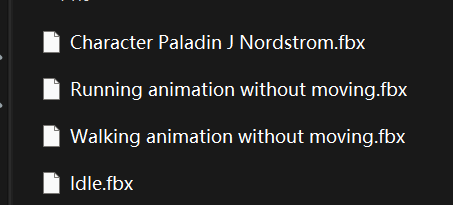 Character Paladin J Nordstrom.fbx
Running animation without moving.fbx
Walking animation without moving.fbx
Idle.fbx